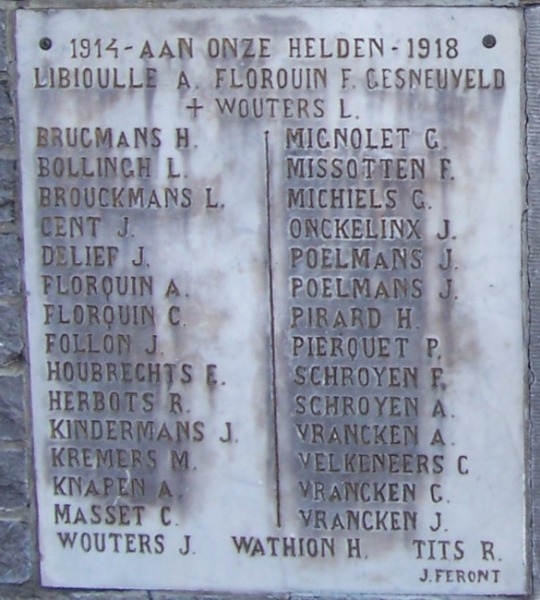 1914 - AAN ONZE HELDEN - 1918
LIBIOULLE A. FLORQUIN F. GESNEUVELD
+ WOUTERS L.
BRUGMANS H.
BOLLINGH L.
BROUCKMANS L.
CENT J.
DELIEF J.
FLORQUIN A.
FLORQUIN C.
FOLLON J.
HOUBRECHTS E.
HERBOTS R.
KINDERMANS J.
KREMERS M.
KNAPEN A.
MASSET C.
MIGNOLET G.
MISSOTTEN F.
MICHIELS G.
ONCKELINX J.
POELMANS J.
POELMANS J.
PIRARD H.
PIERQUET P.
SCHROYEN F.
SCHROYEN A.
VRANCKEN A.
VELKENEERS C
VRANCKEN G.
VRANCKEN J.
WOUTERS J. WATHION H. TITS R.
J. FERONT